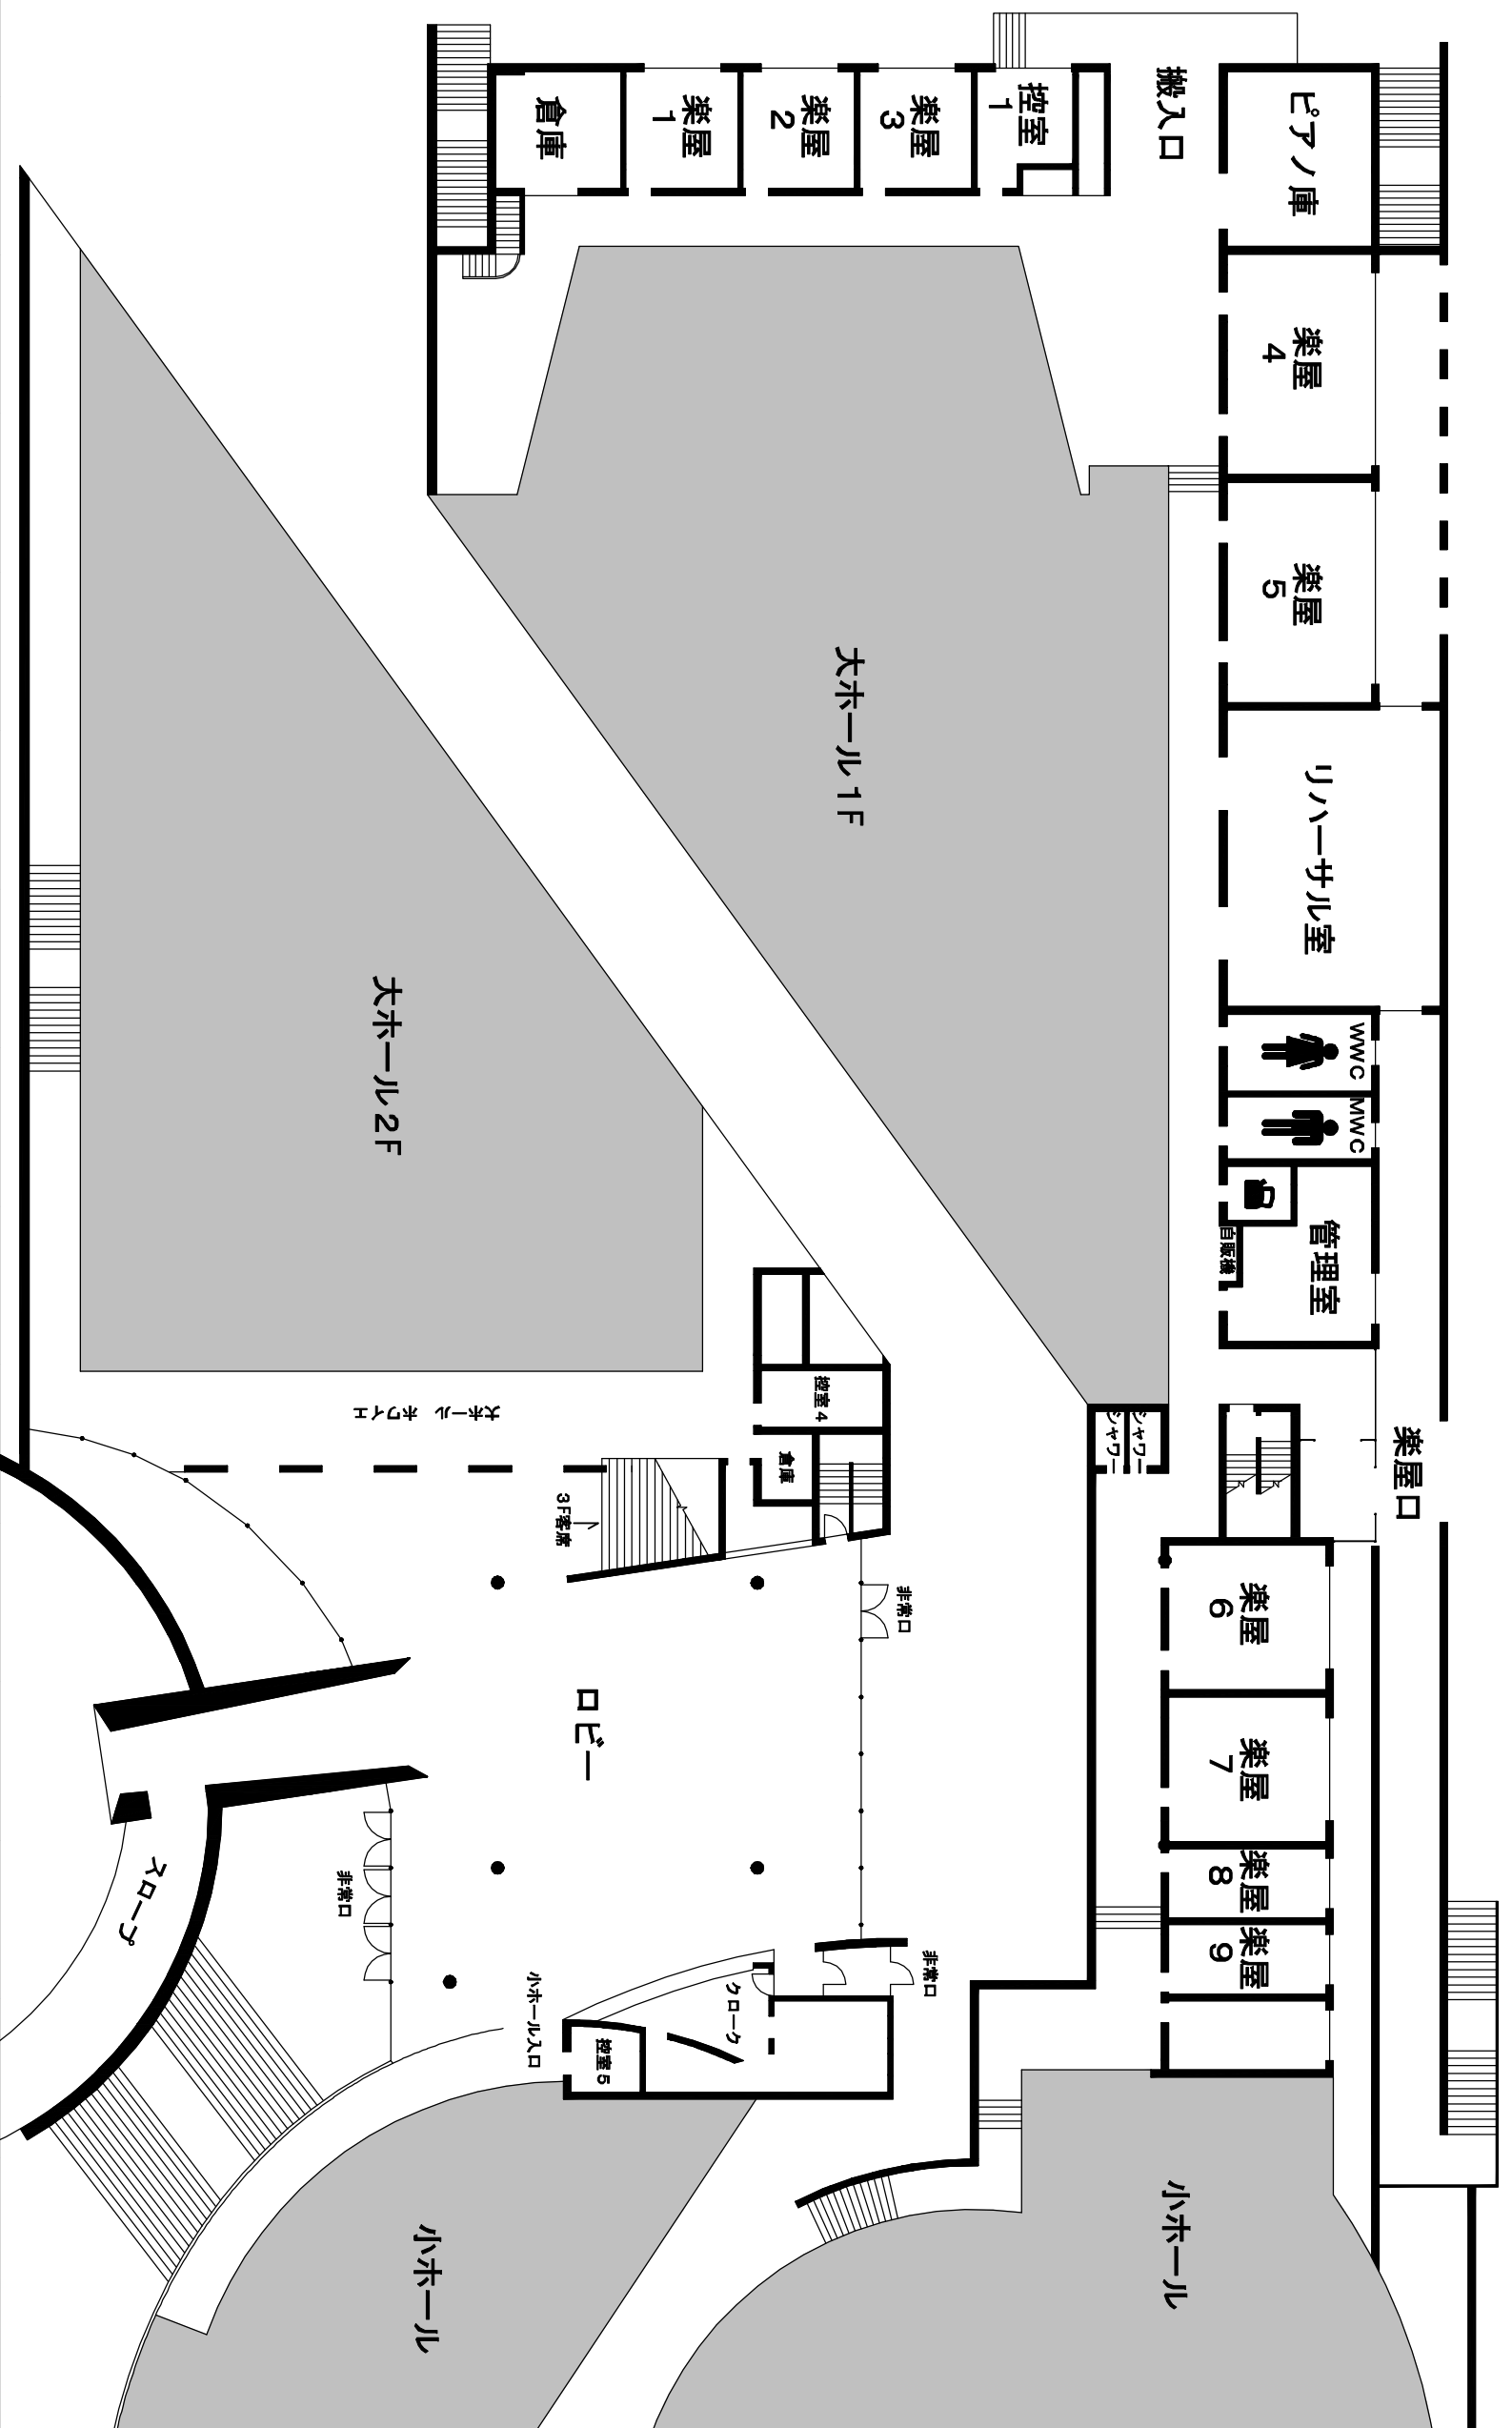 搬入口
ピアノ庫
倉庫
楽屋
1
楽屋
2
楽屋
3
控室
1
楽屋
4
楽屋
5
大ホール1F
リハーサル室
大ホール2F
WWC
MWC
管理室
自販機
控室4
大ホール ホワイエ
倉庫
シャワー
シャワー
楽屋口
3F客席
非常口
楽屋
6
ロビー
楽屋
7
楽屋
8
楽屋
9
スロープ
非常口
非常口
小ホール入口
クローク
控室5
小ホール
小ホール